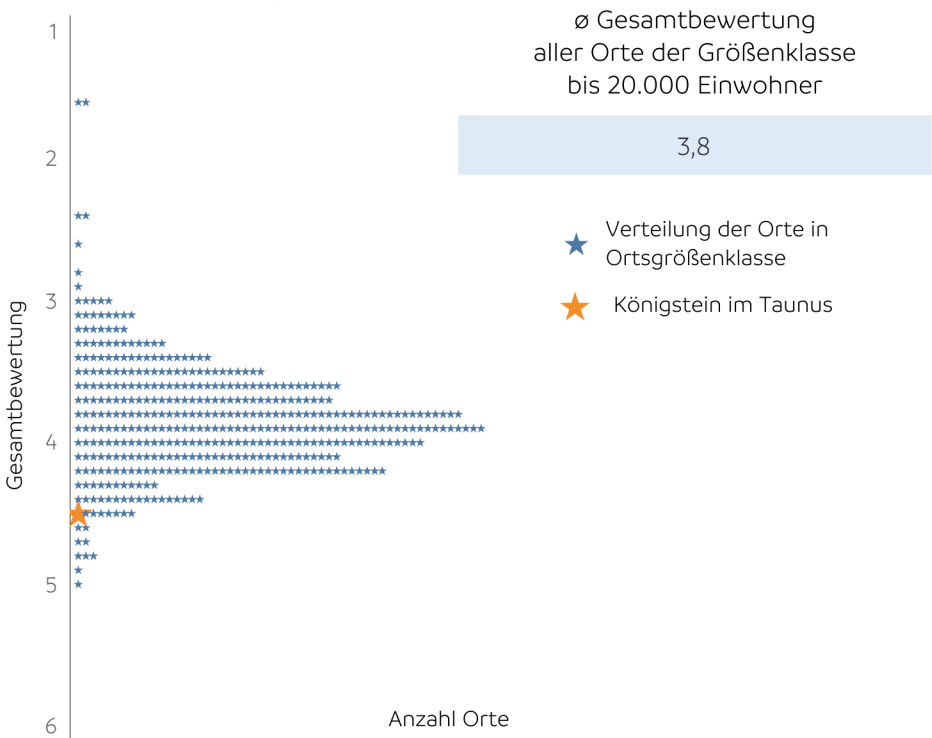 ø Gesamtbewertung
aller Orte der Größenklasse
bis 20.000 Einwohner
3,8
Verteilung der Orte in
Ortsgrößenklasse
Königstein im Taunus
Gesamtbewertung
1
2
3
4
5
6
Anzahl Orte